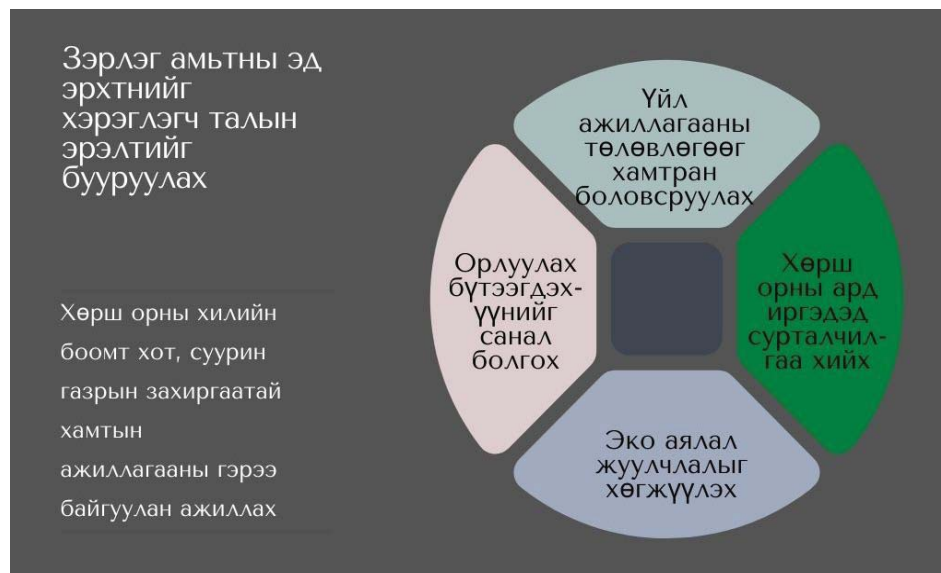 Зэрлэг амьтны эд
эрхтнийг
хэрэглэгч талын
эрэлтийг
бууруулах
Хөрш орны хилийн
боомт хот, суурин
газрын захиргаатай
хамтын
ажиллагааны гэрээ
байгуулан ажиллах
Үйл
ажиллагааны
төлөвлөгөөг
хамтран
боловсруулах
Хөрш
орны ард
иргэдэд
сурталчил-
гаа хийх
Эко аялал
жуулчлалыг
хөгжүүлэх
Орлуулах
бүтээгдэх-
үүнийг
санал
болгох